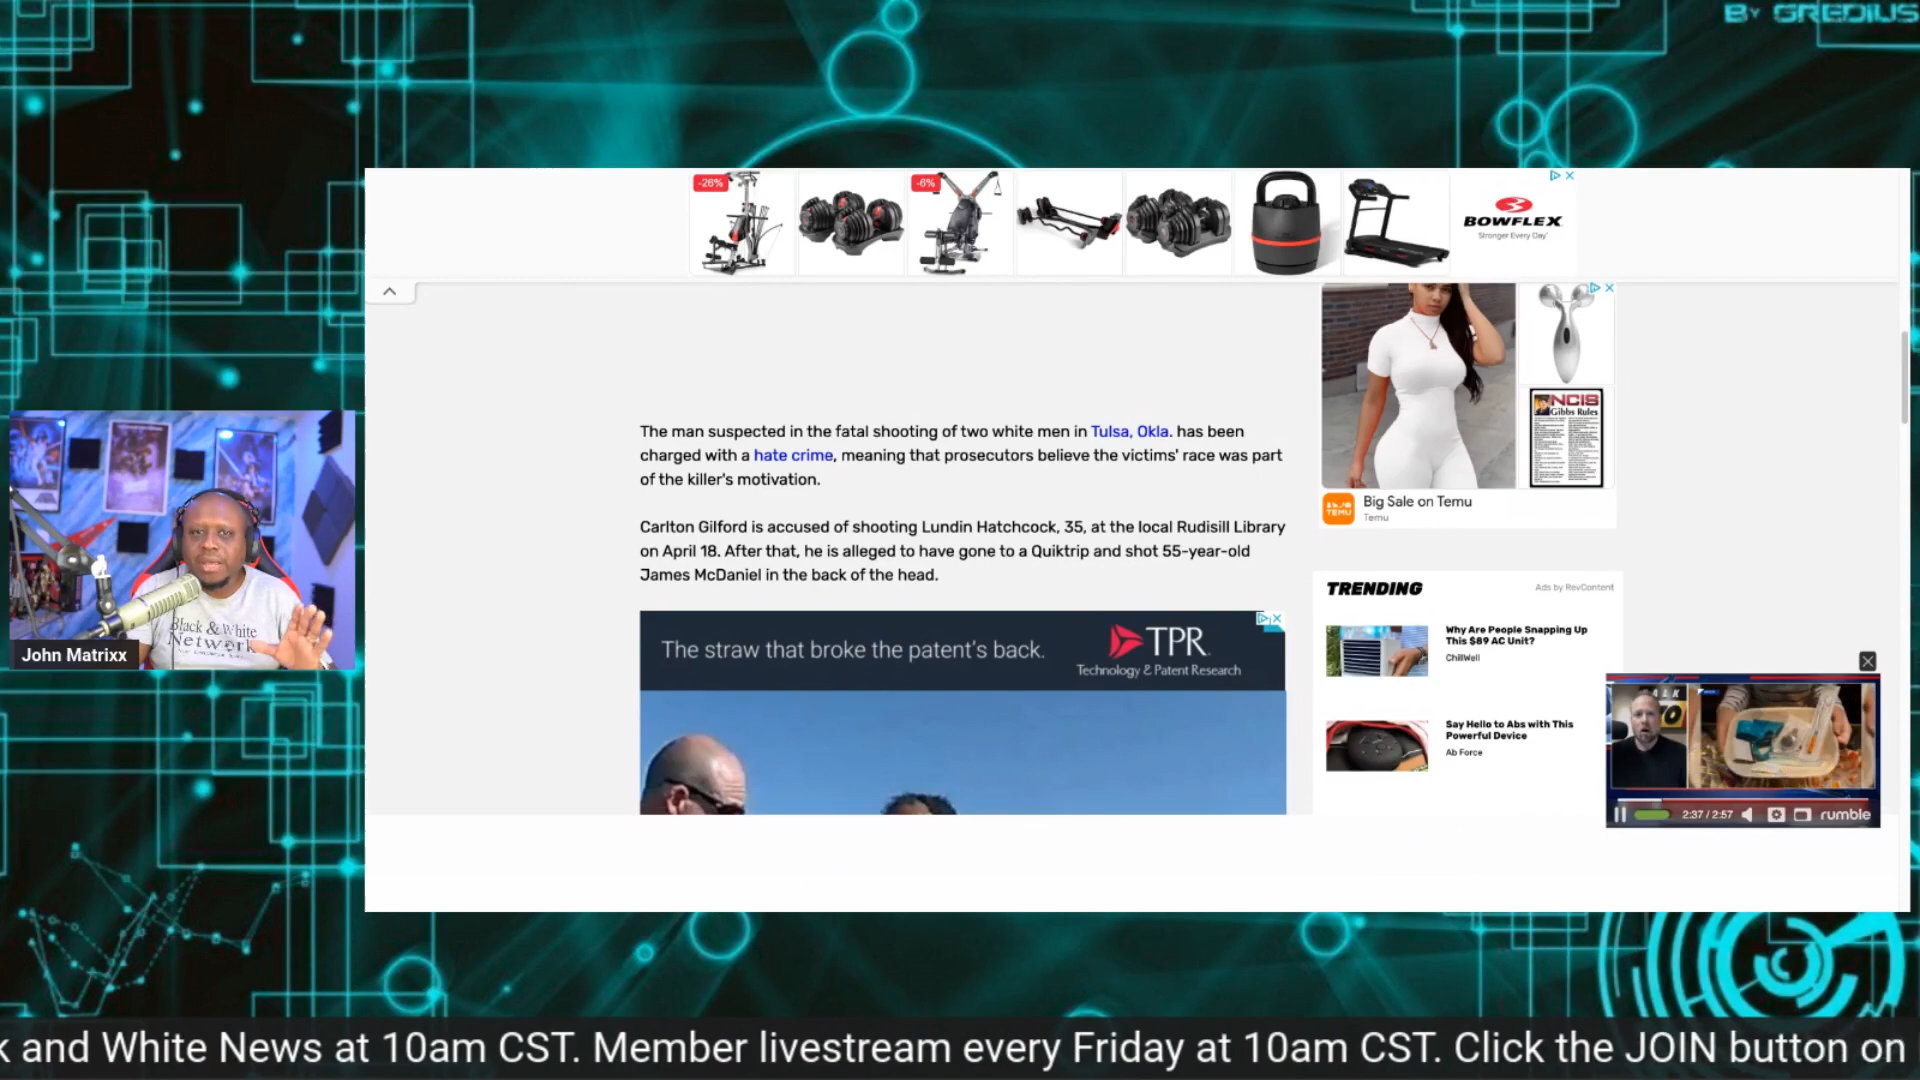 BY GREDIUS
-26%
-6%
BOWFLEX
Stronger Every Day
The man suspected in the fatal shooting of two white men in Tulsa, Okla. has been
charged with a hate crime, meaning that prosecutors believe the victims' race was part
of the killer's motivation.
Carlton Gilford is accused of shooting Lundin Hatchcock, 35, at the local Rudisill Library
on April 18. After that, he is alleged to have gone to a Quiktrip and shot 55-year-old
James McDaniel in the back of the head.
NCIS
Gibbs Rules
TEMU
Big Sale on Temu
Temu
TRENDING
Ads by RevContent
Why Are People Snapping Up
This $89 AC Unit?
ChillWell
Say Hello to Abs with This
Powerful Device
Ab Force
The straw that broke the patent's back.
TPR
Technology & Patent Research
Black & White
Network
John Matrixx
ALK
2:37 / 2:57
rumble
k and White News at 10am CST. Member livestream every Friday at 10am CST. Click the JOIN button on